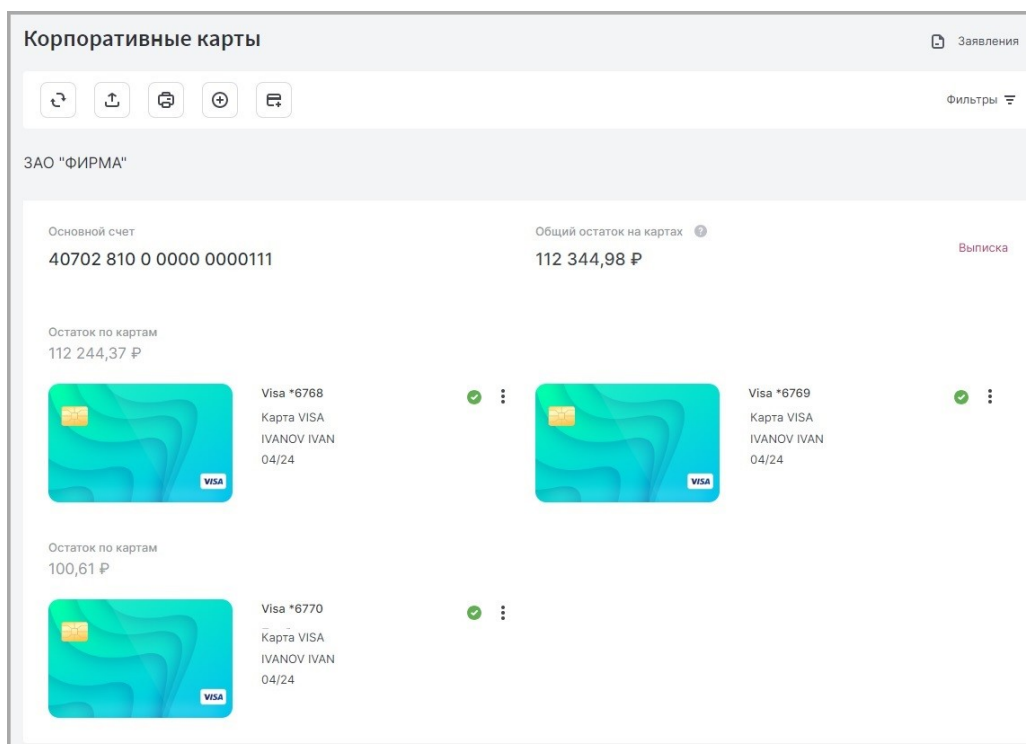 Корпоративные карты
Заявления
Фильтры
ЗАО "ФИРМА"
Основной счет
Общий остаток на картах ?
40702 810 0 0000 0000111
112 344,98 ₽
Выписка
Остаток по картам
112 244,37 ₽
Visa *6768
Карта VISA
IVANOV IVAN
04/24
VISA
Visa *6769
Карта VISA
IVANOV IVAN
04/24
VISA
Остаток по картам
100,61 ₽
Visa *6770
Карта VISA
IVANOV IVAN
04/24
VISA